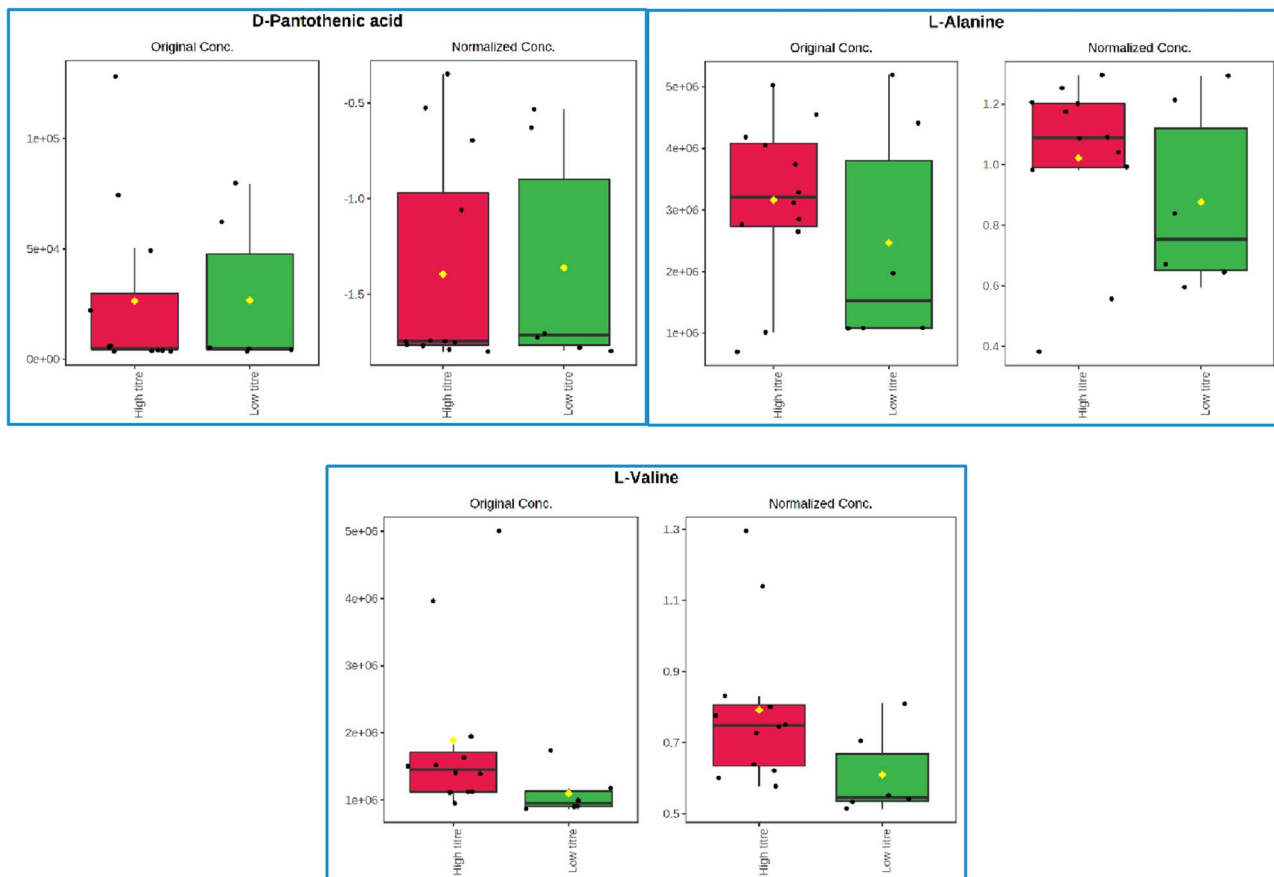 D-Pantothenic acid
Original Conc.
Normalized Conc.
1e+05
5e+04
0e+00
High titre
Low titre
-0.5
-1.0
-1.5
High titre
Low titre
L-Alanine
Original Conc.
Normalized Conc.
5e+06
4e+06
3e+06
2e+06
1e+06
High titre
Low titre
1.2
1.0
0.8
0.6
0.4
High titre
Low titre
L-Valine
Original Conc.
Normalized Conc.
5e+06
4e+06
3e+06
2e+06
1e+06
High titre
Low titre
1.3
1.1
0.9
0.7
0.5
High titre
Low titre